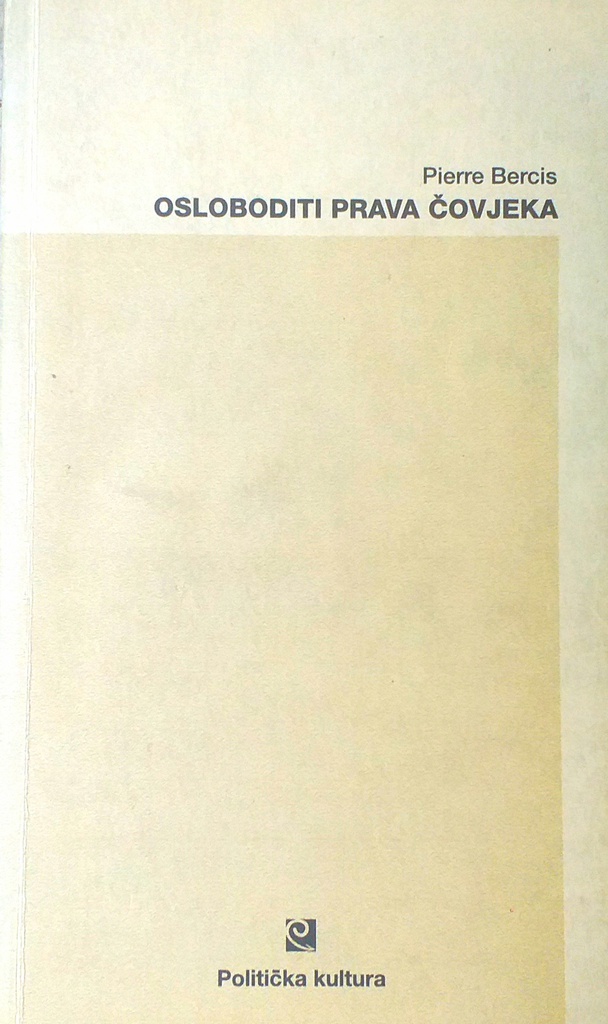 Pierre Bercis
OSLOBODITI PRAVA ČOVJEKA
Politička kultura